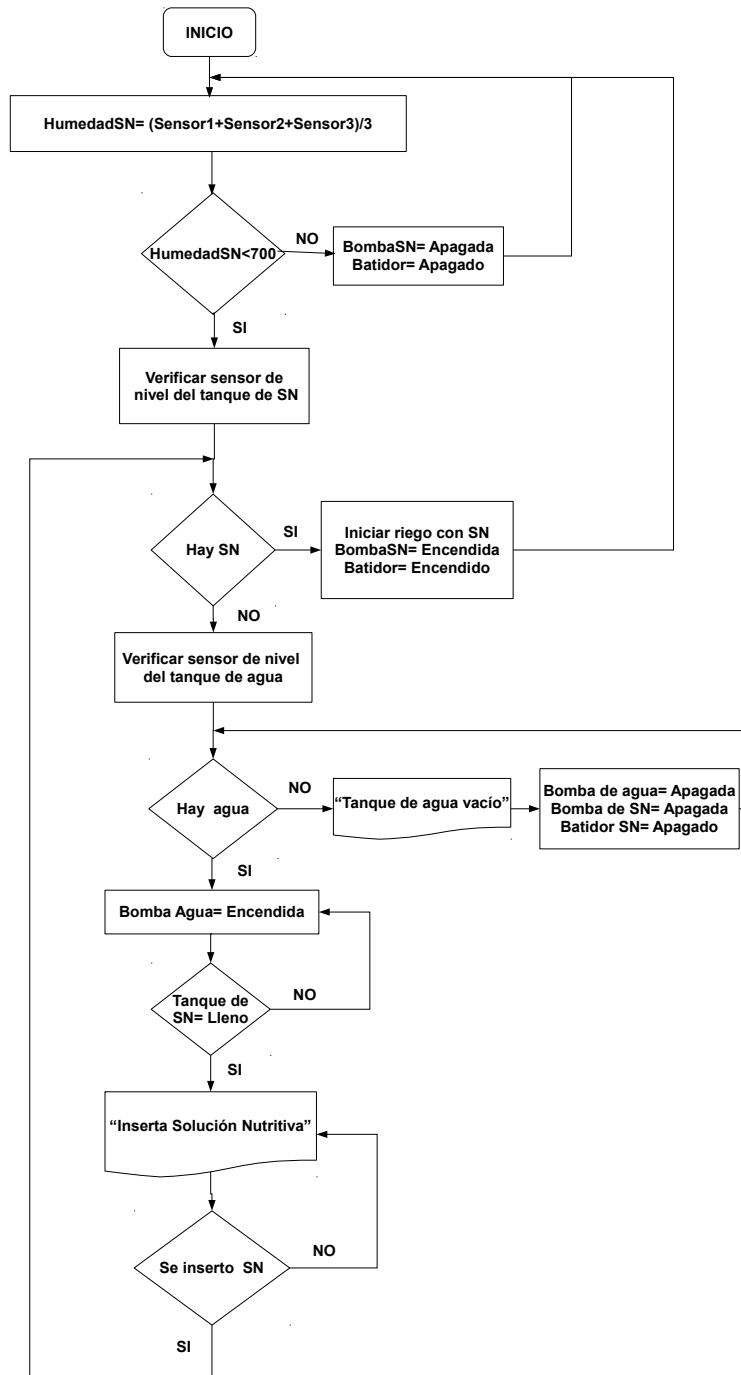 INICIO
HumedadSN= (Sensor1+Sensor2+Sensor3)/3
HumedadSN<700
NO
BombaSN= Apagada
Batidor= Apagado
SI
Verificar sensor de
nivel del tanque de SN
Hay SN
SI
Iniciar riego con SN
BombaSN= Encendida
Batidor= Encendido
NO
Verificar sensor de nivel
del tanque de agua
Hay agua
NO
“Tanque de agua vacío”
Bomba de agua= Apagada
Bomba de SN= Apagada
Batidor SN= Apagado
SI
Bomba Agua= Encendida
Tanque de
SN= Lleno
NO
SI
“Inserta Solución Nutritiva”
Se inserto SN
NO
SI